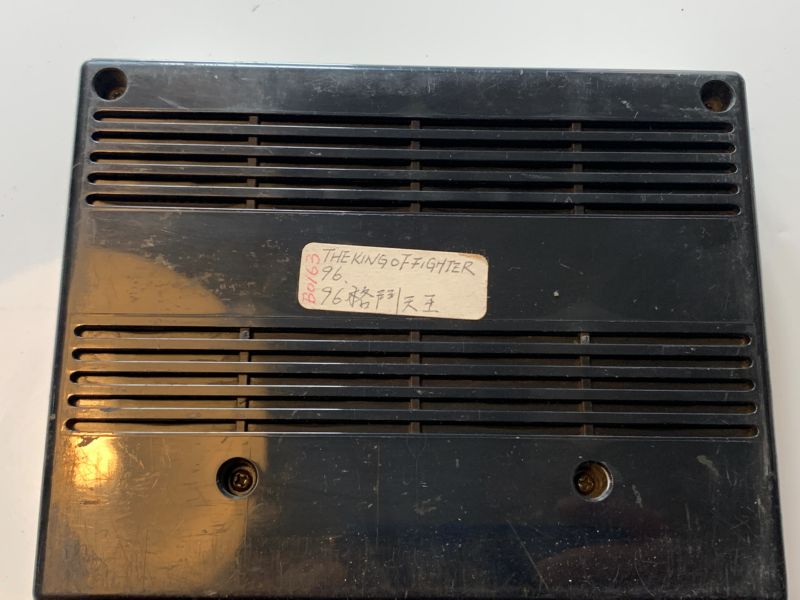 B0163
THE KING OF FIGHTER
96.
96格鬥天王